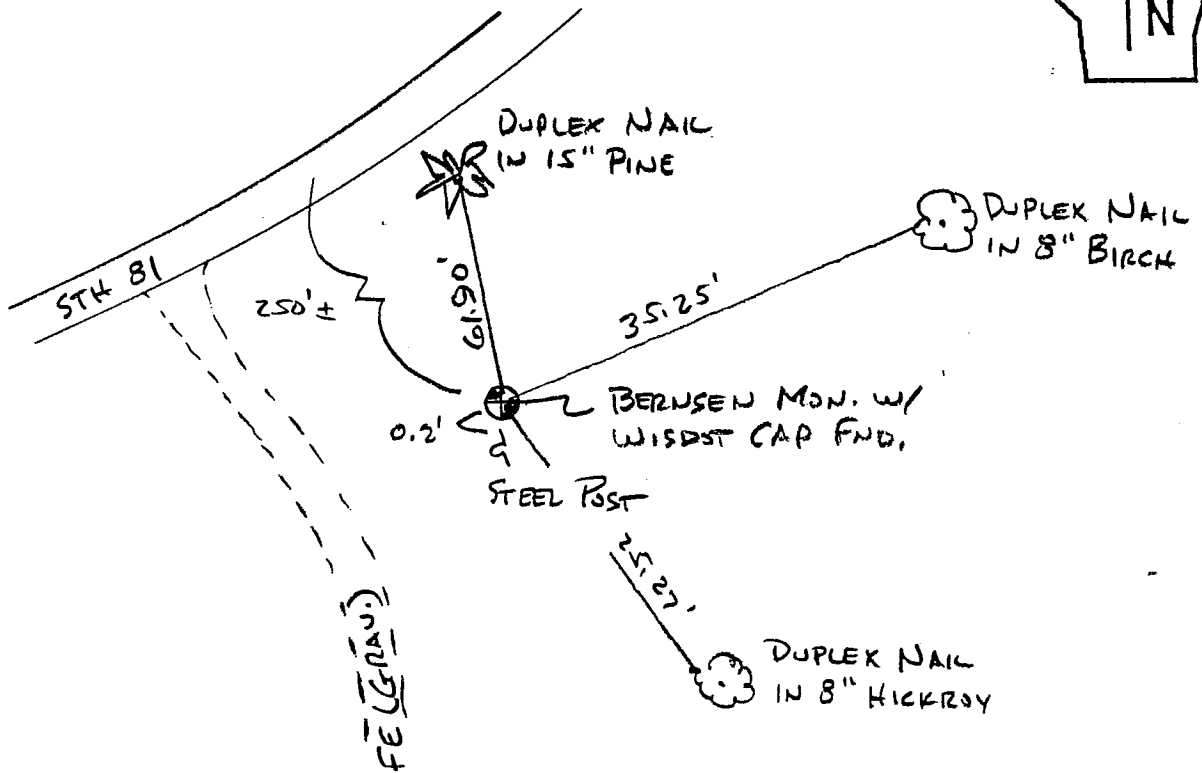 N
DUPLEX NAIL
IN 15" PINE
DUPLEX NAIL
IN 8" BIRCH
STH 81
250'±
61.90'
35.25'
BERNSEN MON. W/
WISDOT CAP FND.
0.2'
STEEL POST
25.27'
FE (GRAV.)
DUPLEX NAIL
IN 8" HICKROY